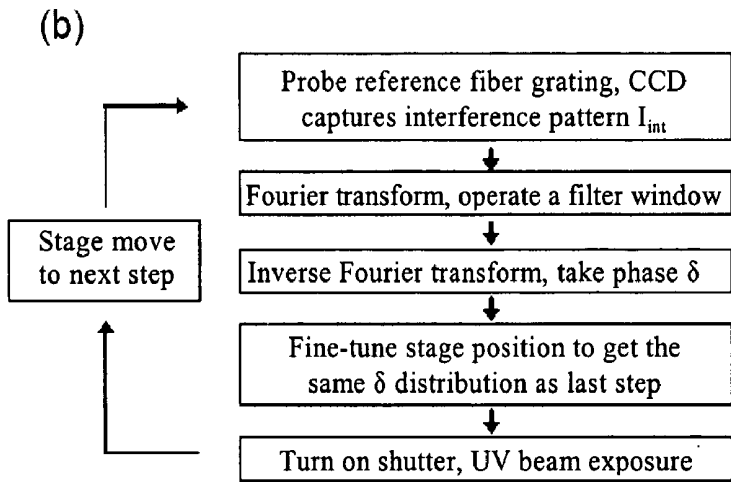 (b)
Probe reference fiber grating, CCD
captures interference pattern I_int
Fourier transform, operate a filter window
Inverse Fourier transform, take phase δ
Fine-tune stage position to get the
same δ distribution as last step
Turn on shutter, UV beam exposure
Stage move
to next step